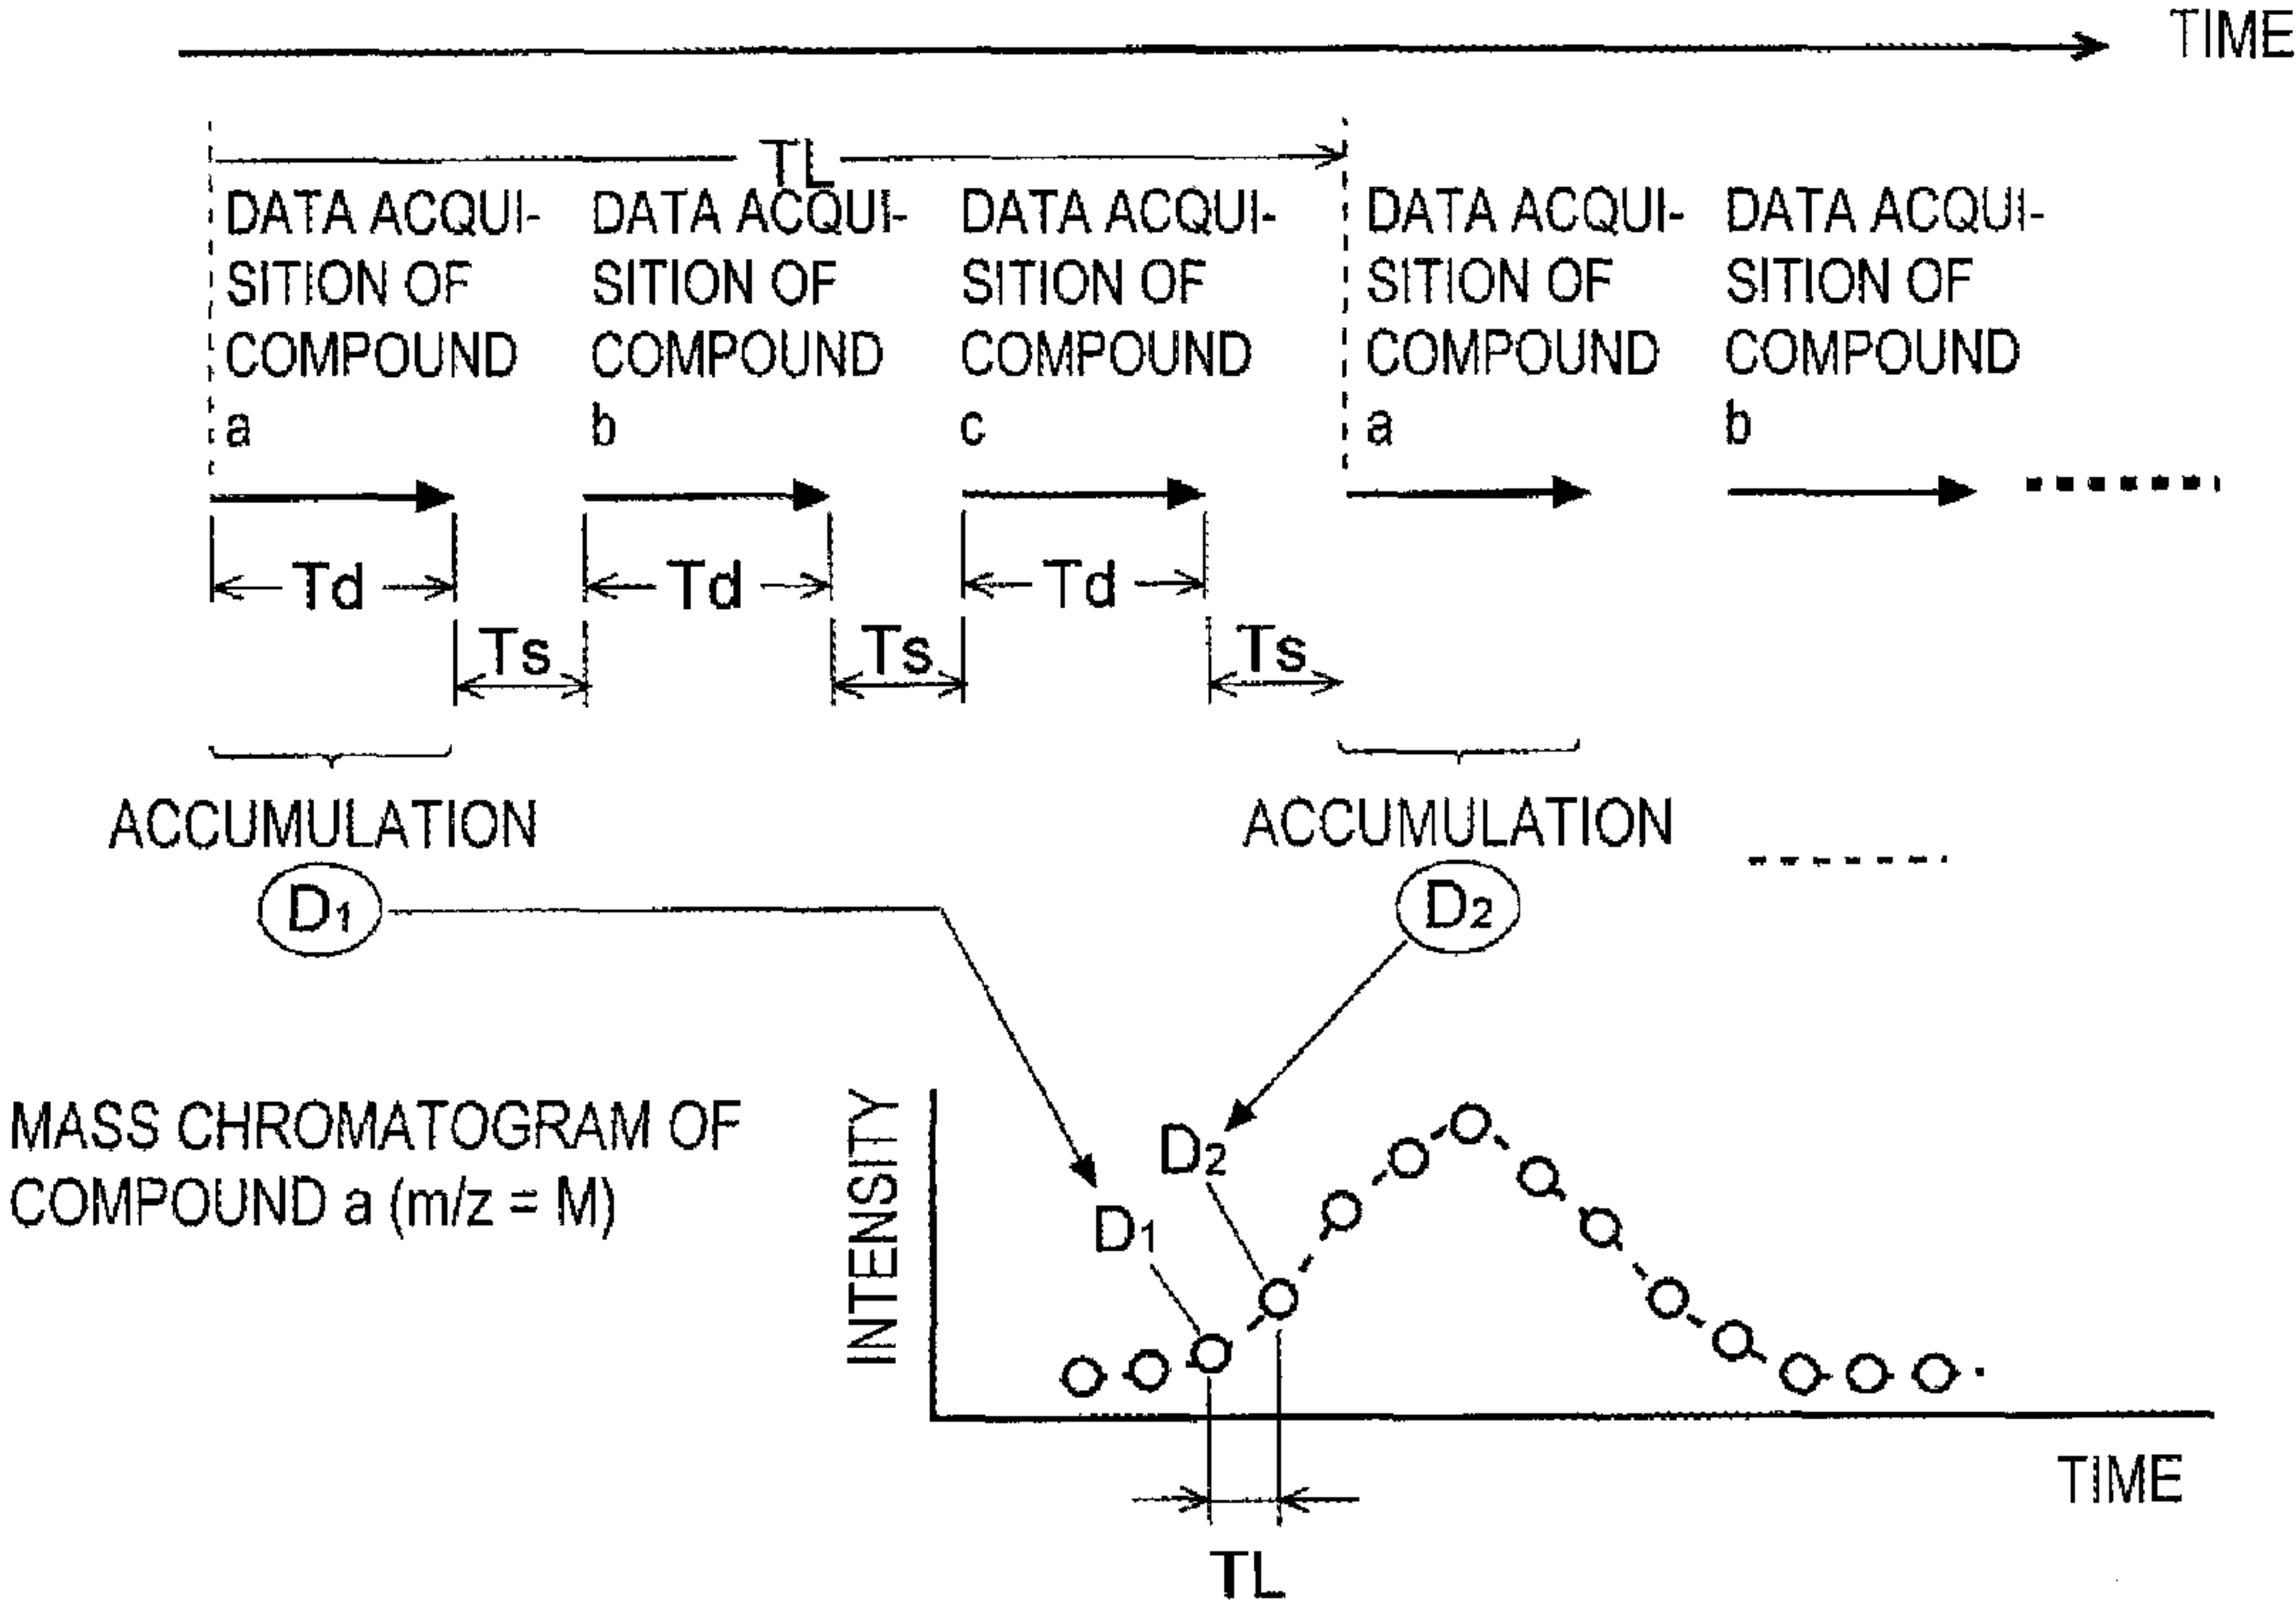 TIME
TL
DATA ACQUI-
SITION OF
COMPOUND
a
DATA ACQUI-
SITION OF
COMPOUND
b
DATA ACQUI-
SITION OF
COMPOUND
c
DATA ACQUI-
SITION OF
COMPOUND
a
DATA ACQUI-
SITION OF
COMPOUND
b
Td
Td
Td
Ts
Ts
Ts
ACCUMULATION
D1
ACCUMULATION
D2
MASS CHROMATOGRAM OF
COMPOUND a (m/z = M)
INTENSITY
D2
D1
TIME
TL